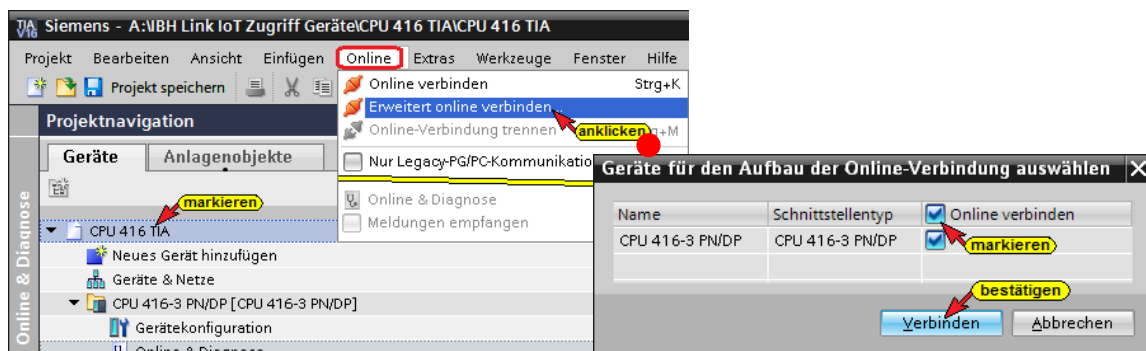 TIA V16 Siemens - A:\IBH Link IoT Zugriff Geräte\CPU 416 TIA\CPU 416 TIA
Projekt Bearbeiten Ansicht Einfügen Online Extras Werkzeuge Fenster Hilfe
Projekt speichern
Online verbinden Strg+K
Erweitert online verbinden...
anklicken
Online-Verbindung trennen g+M
Nur Legacy-PG/PC-Kommunikatio
Online & Diagnose
Meldungen empfangen
Projektnavigation
Geräte Anlagenobjekte
markieren
CPU 416 TIA
Neues Gerät hinzufügen
Geräte & Netze
CPU 416-3 PN/DP [CPU 416-3 PN/DP]
Gerätekonfiguration
Online & Diagnose
Online & Diagnose
Geräte für den Aufbau der Online-Verbindung auswählen X
Name Schnittstellentyp Online verbinden
CPU 416-3 PN/DP CPU 416-3 PN/DP
markieren
bestätigen
Verbinden Abbrechen